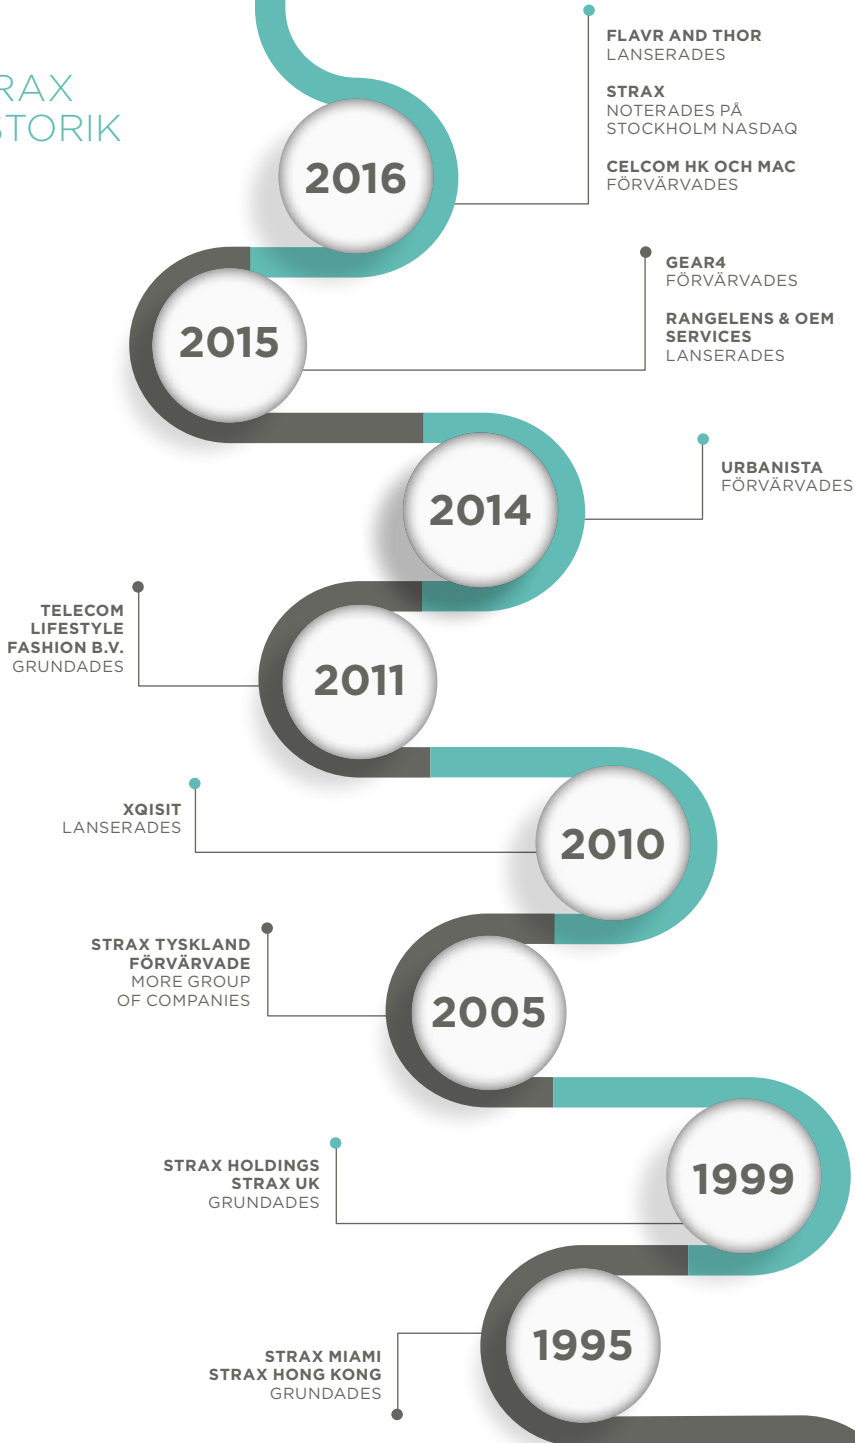 RAX
STORIK
FLAVR AND THOR
LANSERADES
STRAX
NOTERADES PÅ
STOCKHOLM NASDAQ
CELCOM HK OCH MAC
FÖRVÄRVADES
2016
GEAR4
FÖRVÄRVADES
RANGELENS & OEM
SERVICES
LANSERADES
2015
URBANISTA
FÖRVÄRVADES
2014
TELECOM
LIFESTYLE
FASHION B.V.
GRUNDADES
2011
XQISIT
LANSERADES
2010
STRAX TYSKLAND
FÖRVÄRVADE
MORE GROUP
OF COMPANIES
2005
STRAX HOLDINGS
STRAX UK
GRUNDADES
1999
STRAX MIAMI
STRAX HONG KONG
GRUNDADES
1995